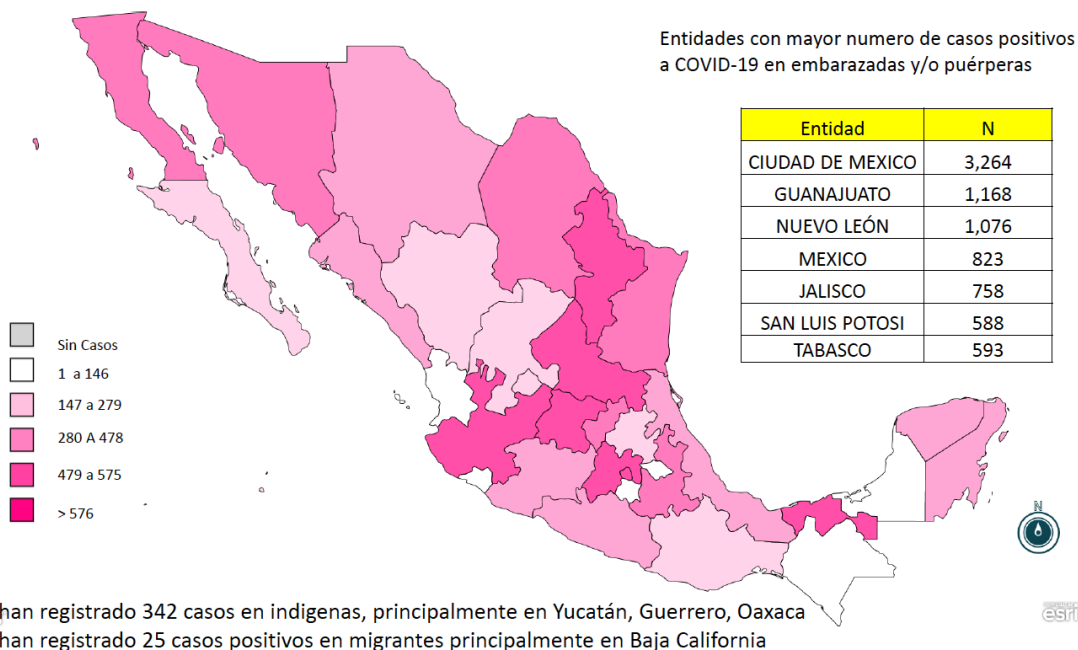 Entidades con mayor numero de casos positivos
a COVID-19 en embarazadas y/o puérperas
Entidad N
CIUDAD DE MEXICO 3,264
GUANAJUATO 1,168
NUEVO LEÓN 1,076
MEXICO 823
JALISCO 758
SAN LUIS POTOSI 588
TABASCO 593
Sin Casos
1 a 146
147 a 279
280 A 478
479 a 575
> 576
N
han registrado 342 casos en indigenas, principalmente en Yucatán, Guerrero, Oaxaca
han registrado 25 casos positivos en migrantes principalmente en Baja California
esri